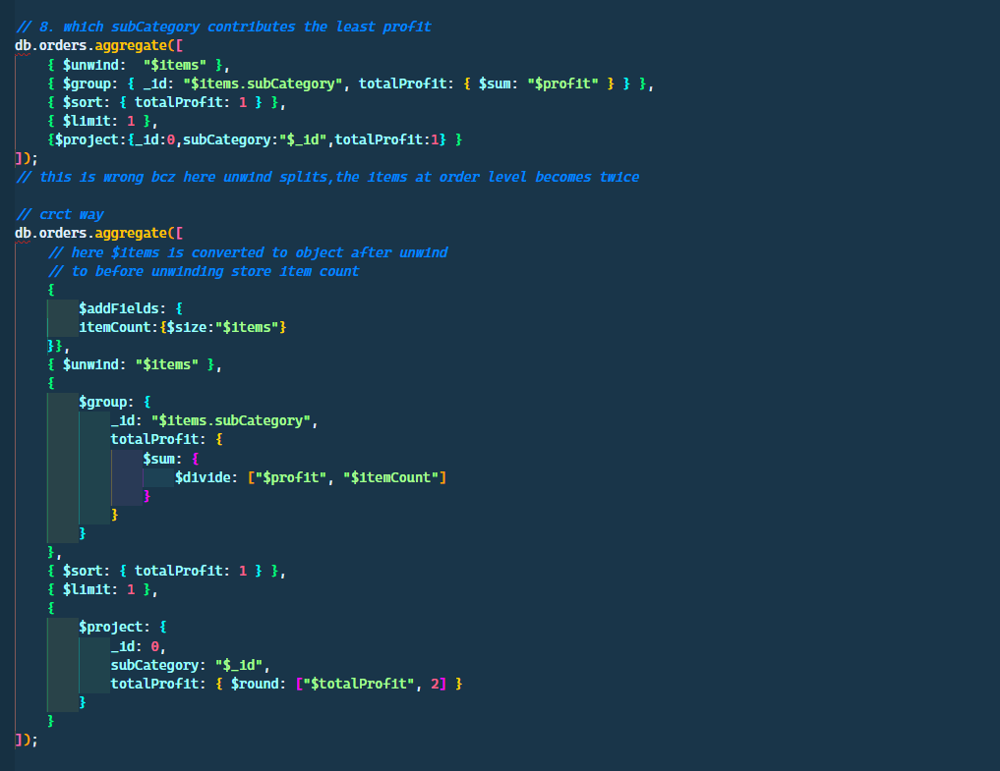 // 8. which subCategory contributes the least profit
db.orders.aggregate([
    { $unwind:  "$items" },
    { $group: { _id: "$items.subCategory", totalProfit: { $sum: "$profit" } } },
    { $sort: { totalProfit: 1 } },
    { $limit: 1 },
    {$project:{_id:0,subCategory:"$_id",totalProfit:1} }
]);
// this is wrong bcz here unwind splits,the items at order level becomes twice

// crct way
db.orders.aggregate([
    // here $items is converted to object after unwind
    // to before unwinding store item count
    {
        $addFields: {
        itemCount:{$size:"$items"}
    }},
    { $unwind: "$items" },
    {
        $group: {
            _id: "$items.subCategory",
            totalProfit: {
                $sum: {
                    $divide: ["$profit", "$itemCount"]
                }
            }
        }
    },
    { $sort: { totalProfit: 1 } },
    { $limit: 1 },
    {
        $project: {
            _id: 0,
            subCategory: "$_id",
            totalProfit: { $round: ["$totalProfit", 2] }
        }
    }
]);